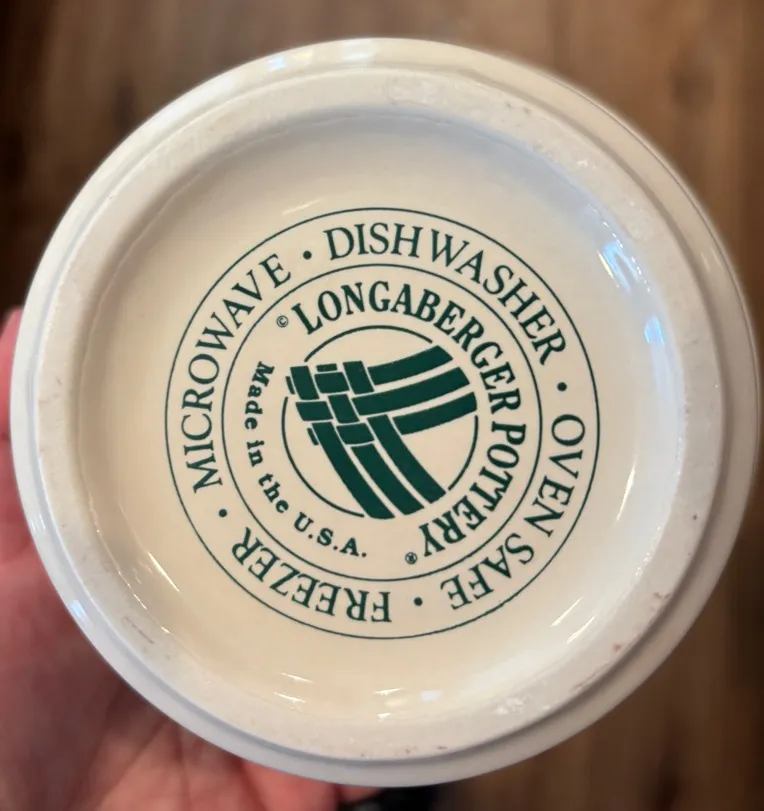 MICROWAVE · DISHWASHER · OVEN SAFE · FREEZER ·
© LONGABERGER POTTERY ®
Made in the U.S.A.